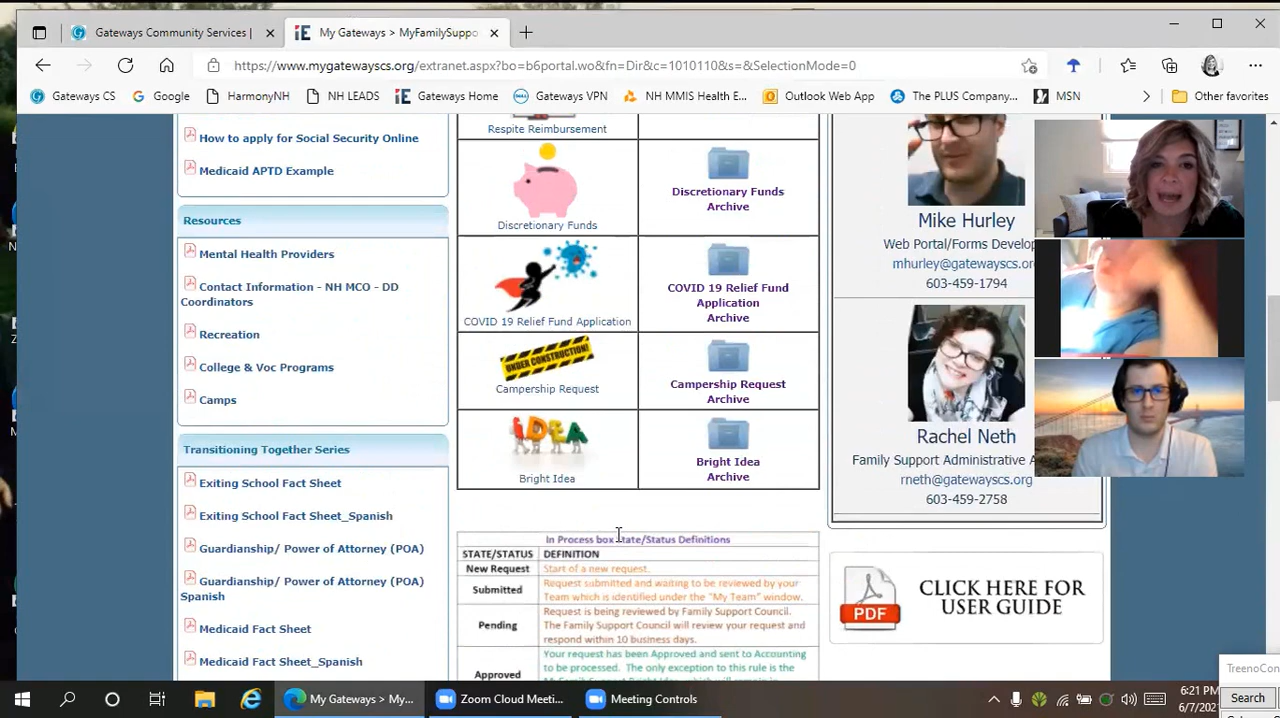 Gateways Community Services |
My Gateways > MyFamilySuppo
https://www.mygatewayscs.org/extranet.aspx?bo=b6portal.wo&fn=Dir&c=1010110&s=&SelectionMode=0
Gateways CS
Google
HarmonyNH
NH LEADS
Gateways Home
Gateways VPN
NH MMIS Health E...
Outlook Web App
The PLUS Company...
MSN
Other favorites
How to apply for Social Security Online
Medicaid APTD Example
Resources
Mental Health Providers
Contact Information - NH MCO - DD
Coordinators
Recreation
College & Voc Programs
Camps
Transitioning Together Series
Exiting School Fact Sheet
Exiting School Fact Sheet_Spanish
Guardianship/ Power of Attorney (POA)
Guardianship/ Power of Attorney (POA)
Spanish
Medicaid Fact Sheet
Medicaid Fact Sheet_Spanish
Respite Reimbursement
Discretionary Funds
Discretionary Funds
Archive
COVID 19 Relief Fund Application
COVID 19 Relief Fund
Application
Archive
UNDER CONSTRUCTION!
Campership Request
Campership Request
Archive
IDEA
Bright Idea
Bright Idea
Archive
In Process box State/Status Definitions
STATE/STATUS DEFINITION
New Request Start of a new request.
Submitted Request submitted and waiting to be reviewed by your
Team which is identified under the "My Team" window.
Pending Request is being reviewed by Family Support Council.
The Family Support Council will review your request and
respond within 10 business days.
Approved Your request has been Approved and sent to Accounting
to be processed. The only exception to this rule is the
Mike Hurley
Web Portal/Forms Develop
mhurley@gatewayscs.or
603-459-1794
Rachel Neth
Family Support Administrative A
rneth@gatewayscs.org
603-459-2758
PDF
CLICK HERE FOR
USER GUIDE
TreenoCon
Search
My Gateways > My...
Zoom Cloud Meeti...
Meeting Controls
6:21 PM
6/7/202